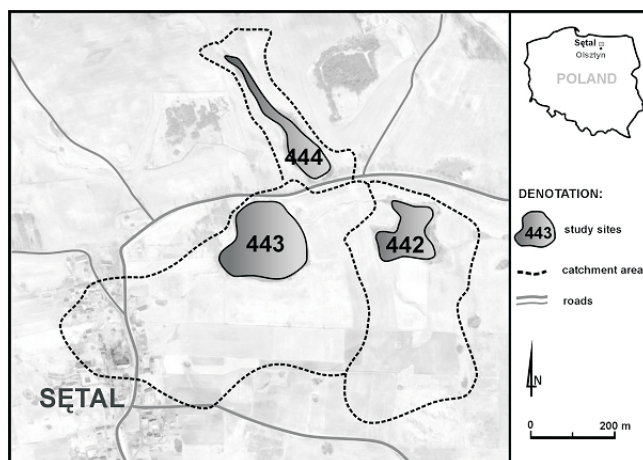 444
443
442
SĘTAL
Sętal
Olsztyn
POLAND
DENOTATION:
443 study sites
catchment area
roads
N
0 200 m